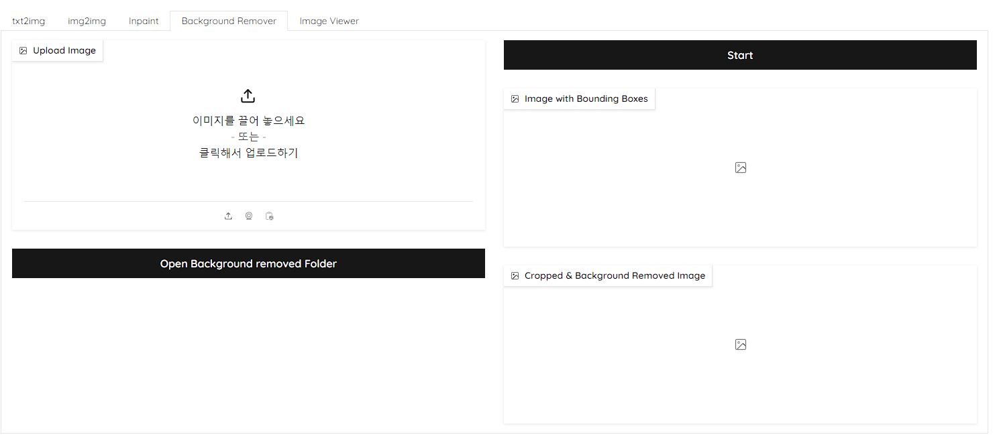 txt2img
img2img
Inpaint
Background Remover
Image Viewer
Upload Image
이미지를 끌어 놓으세요
- 또는 -
클릭해서 업로드하기
Open Background removed Folder
Start
Image with Bounding Boxes
Cropped & Background Removed Image